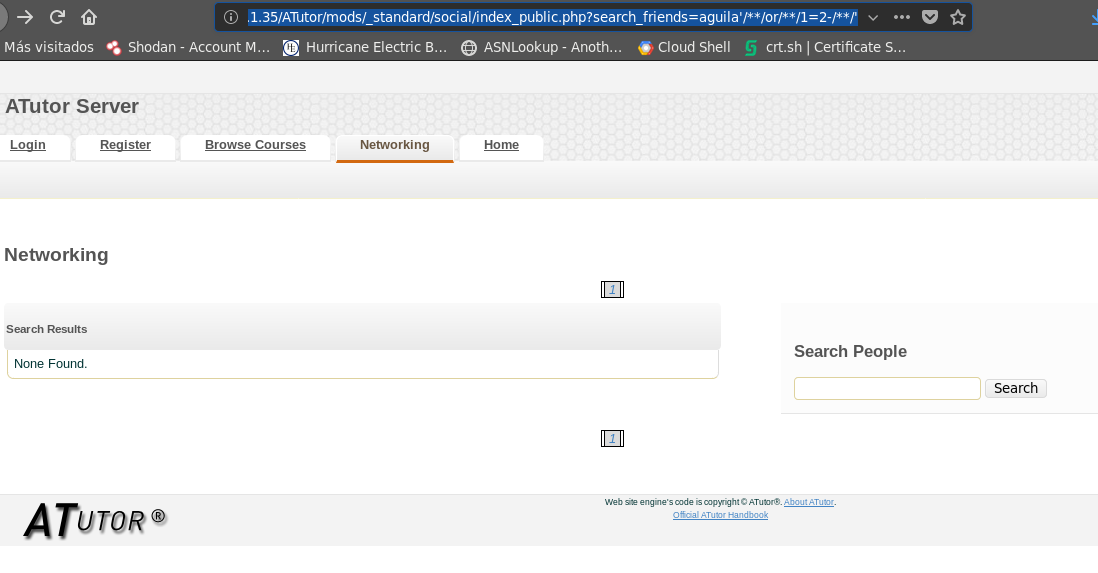 .1.35/ATutor/mods/_standard/social/index_public.php?search_friends=aguila'/**/or/**/1=2-/**/'
Más visitados Shodan - Account M… Hurricane Electric B… ASNLookup - Anoth… Cloud Shell crt.sh | Certificate S…
ATutor Server
Login Register Browse Courses Networking Home
Networking
1
Search Results
None Found.
Search People
Search
1
ATUTOR ®
Web site engine's code is copyright © ATutor®. About ATutor.
Official ATutor Handbook